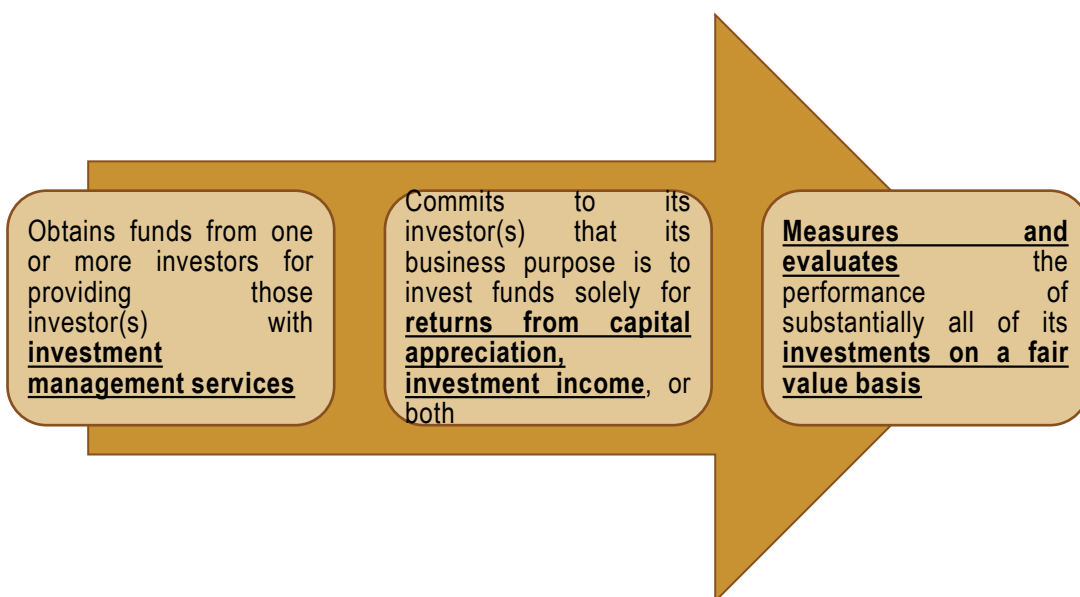 Obtains funds from one
or more investors for
providing those
investor(s) with
investment
management services
Commits to its
investor(s) that its
business purpose is to
invest funds solely for
returns from capital
appreciation,
investment income, or
both
Measures and
evaluates the
performance of
substantially all of its
investments on a fair
value basis